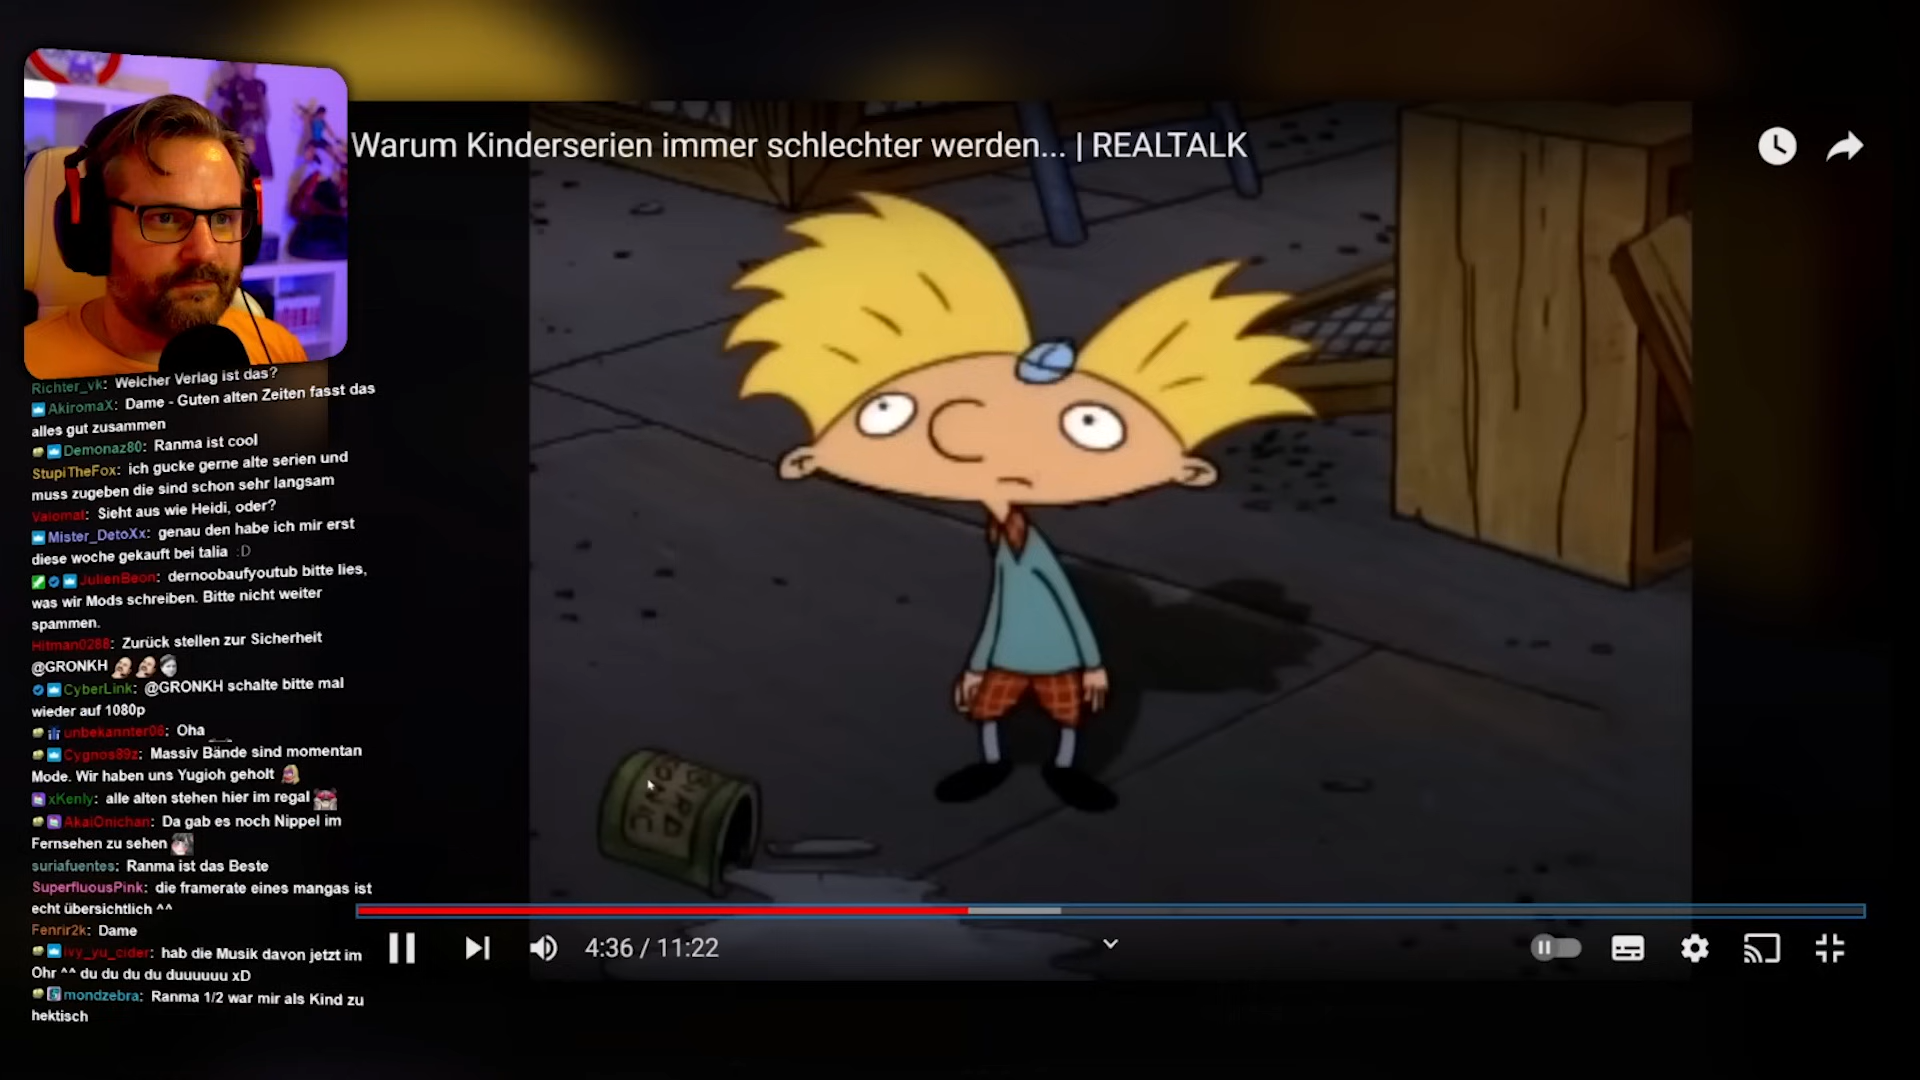 Warum Kinderserien immer schlechter werden... | REALTALK
Richter_vk: Welcher Verlag ist das?
AkiromaX: Dame - Guten alten Zeiten fasst das
alles gut zusammen
Demonaz80: Ranma ist cool
StupiTheFox: ich gucke gerne alte serien und
muss zugeben die sind schon sehr langsam
Valomal: Sieht aus wie Heidi, oder?
Mister_DetoXx: genau den habe ich mir erst
diese woche gekauft bei talia :D
JulienBeon: dernoobaufyoutub bitte lies,
was wir Mods schreiben. Bitte nicht weiter
spammen.
Hitman0288: Zurück stellen zur Sicherheit
@GRONKH
CyberLink: @GRONKH schalte bitte mal
wieder auf 1080p
unbekannter08: Oha __
Cygnos89z: Massiv Bände sind momentan
Mode. Wir haben uns Yugioh geholt
xKenly: alle alten stehen hier im regal
AkaiOnichan: Da gab es noch Nippel im
Fernsehen zu sehen
suriafuentes: Ranma ist das Beste
SuperfluousPink: die framerate eines mangas ist
echt übersichtlich ^^
Fenrir2k: Dame
ivy_yu_cider: hab die Musik davon jetzt im
Ohr ^^ du du du du duuuuuu xD
mondzebra: Ranma 1/2 war mir als Kind zu
hektisch
BIRD
TONIC
4:36 / 11:22